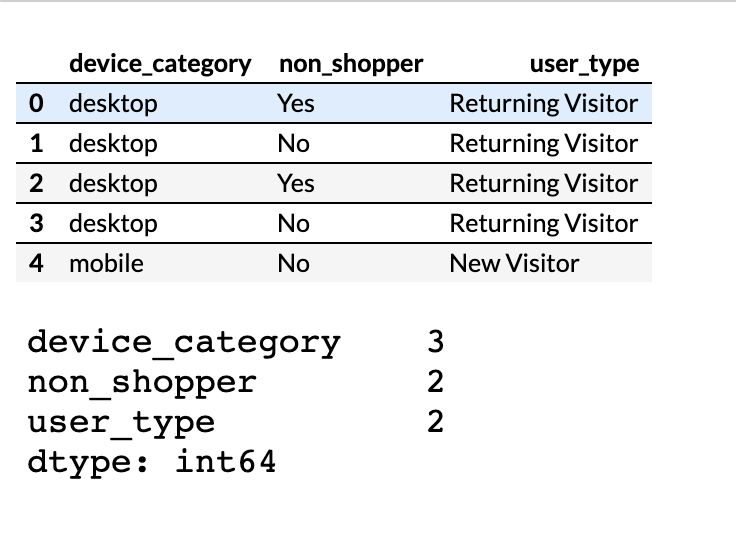 device_category non_shopper user_type
0 desktop Yes Returning Visitor
1 desktop No Returning Visitor
2 desktop Yes Returning Visitor
3 desktop No Returning Visitor
4 mobile No New Visitor
device_category 3
non_shopper 2
user_type 2
dtype: int64